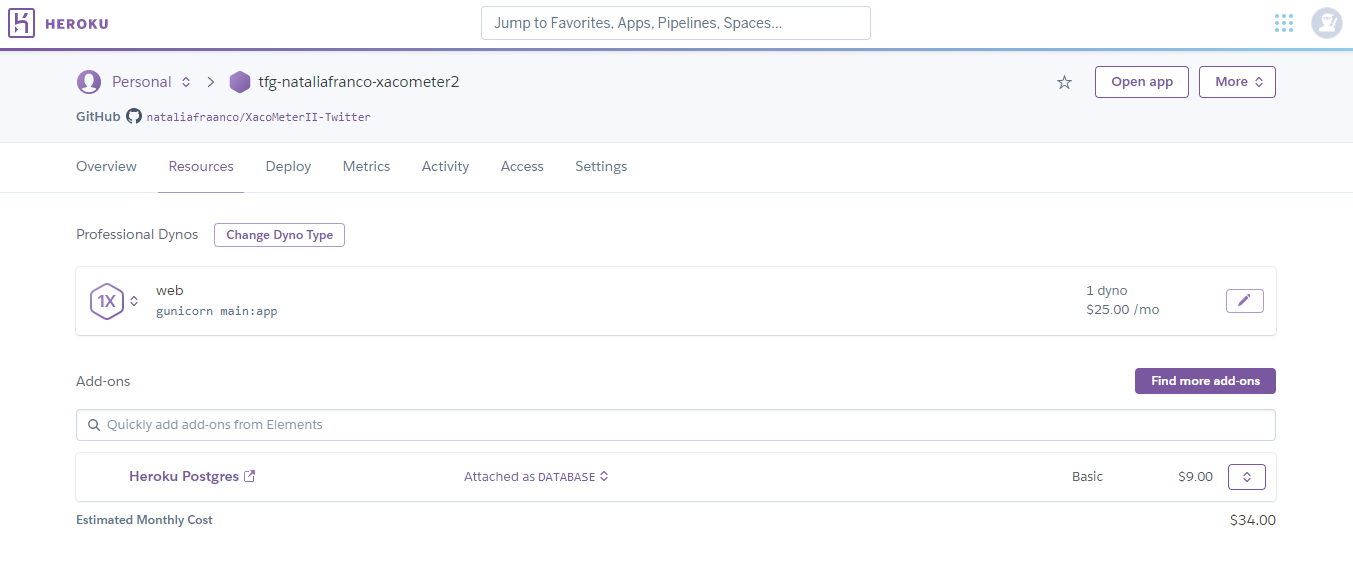 HEROKU
Jump to Favorites, Apps, Pipelines, Spaces...
Personal > tfg-nataliafranco-xacometer2
Open app
More
GitHub nataliafraanco/XacoMeterII-Twitter
Overview Resources Deploy Metrics Activity Access Settings
Professional Dynos Change Dyno Type
1X
web
gunicorn main:app
1 dyno
$25.00 /mo
Add-ons
Find more add-ons
Quickly add add-ons from Elements
Heroku Postgres Attached as DATABASE Basic $9.00
Estimated Monthly Cost $34.00